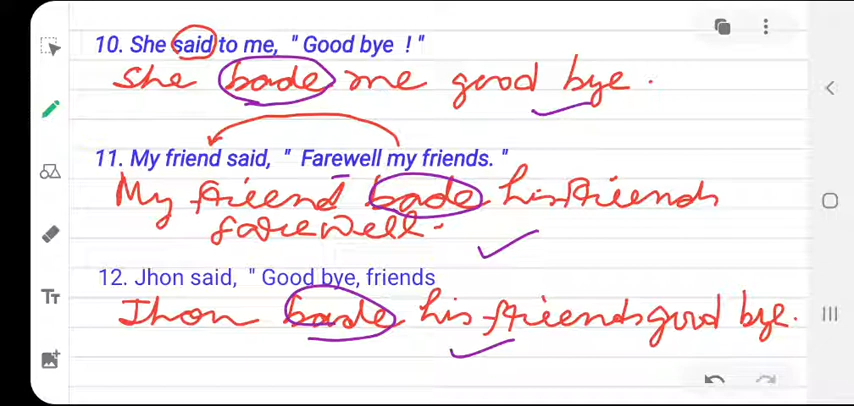 10. She said to me, " Good bye ! "
She bade me good bye .
11. My friend said, " Farewell my friends. "
My friend bade his friends
farewell.
12. Jhon said, " Good bye, friends
Jhon bade his friends good bye.
Tт